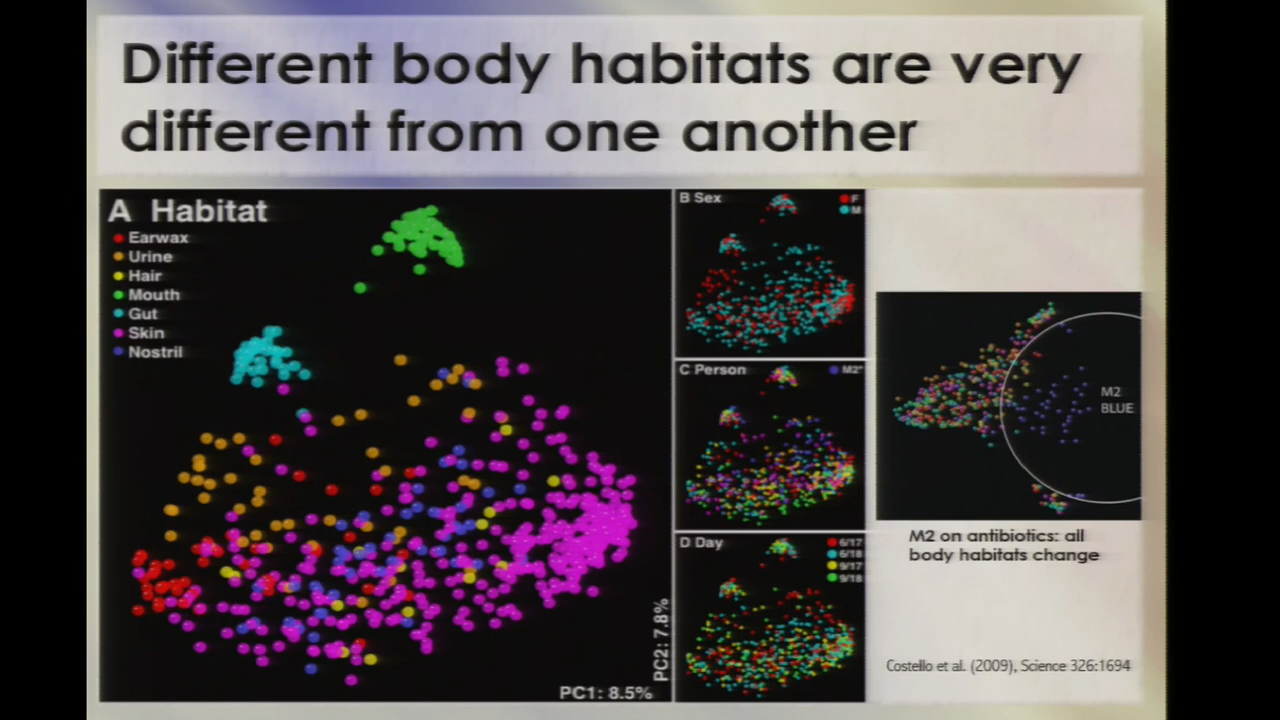 Different body habitats are very
different from one another
A Habitat
Earwax
Urine
Hair
Mouth
Gut
Skin
Nostril
PC2: 7.8%
PC1: 8.5%
B Sex
F
M
C Person
M2*
D Day
6/17
6/18
9/17
9/18
M2
BLUE
M2 on antibiotics: all
body habitats change
Costello et al. (2009), Science 326:1694